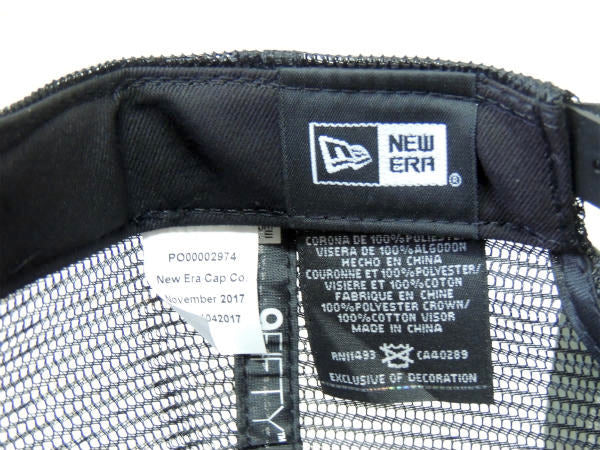 NEW
ERA
®
PO00002974
New Era Cap Co.
November 2017
042017
FIFTY
CORONA DE 100%POLIESTER/
VISERA DE 100%ALGODON
HECHO EN CHINA
COURONNE ET 100%POLYESTER/
VISIERE ET 100%COTON
FABRIQUE EN CHINE
100%POLYESTER CROWN/
100%COTTON VISOR
MADE IN CHINA
RN11493 CA40289
EXCLUSIVE OF DECORATION